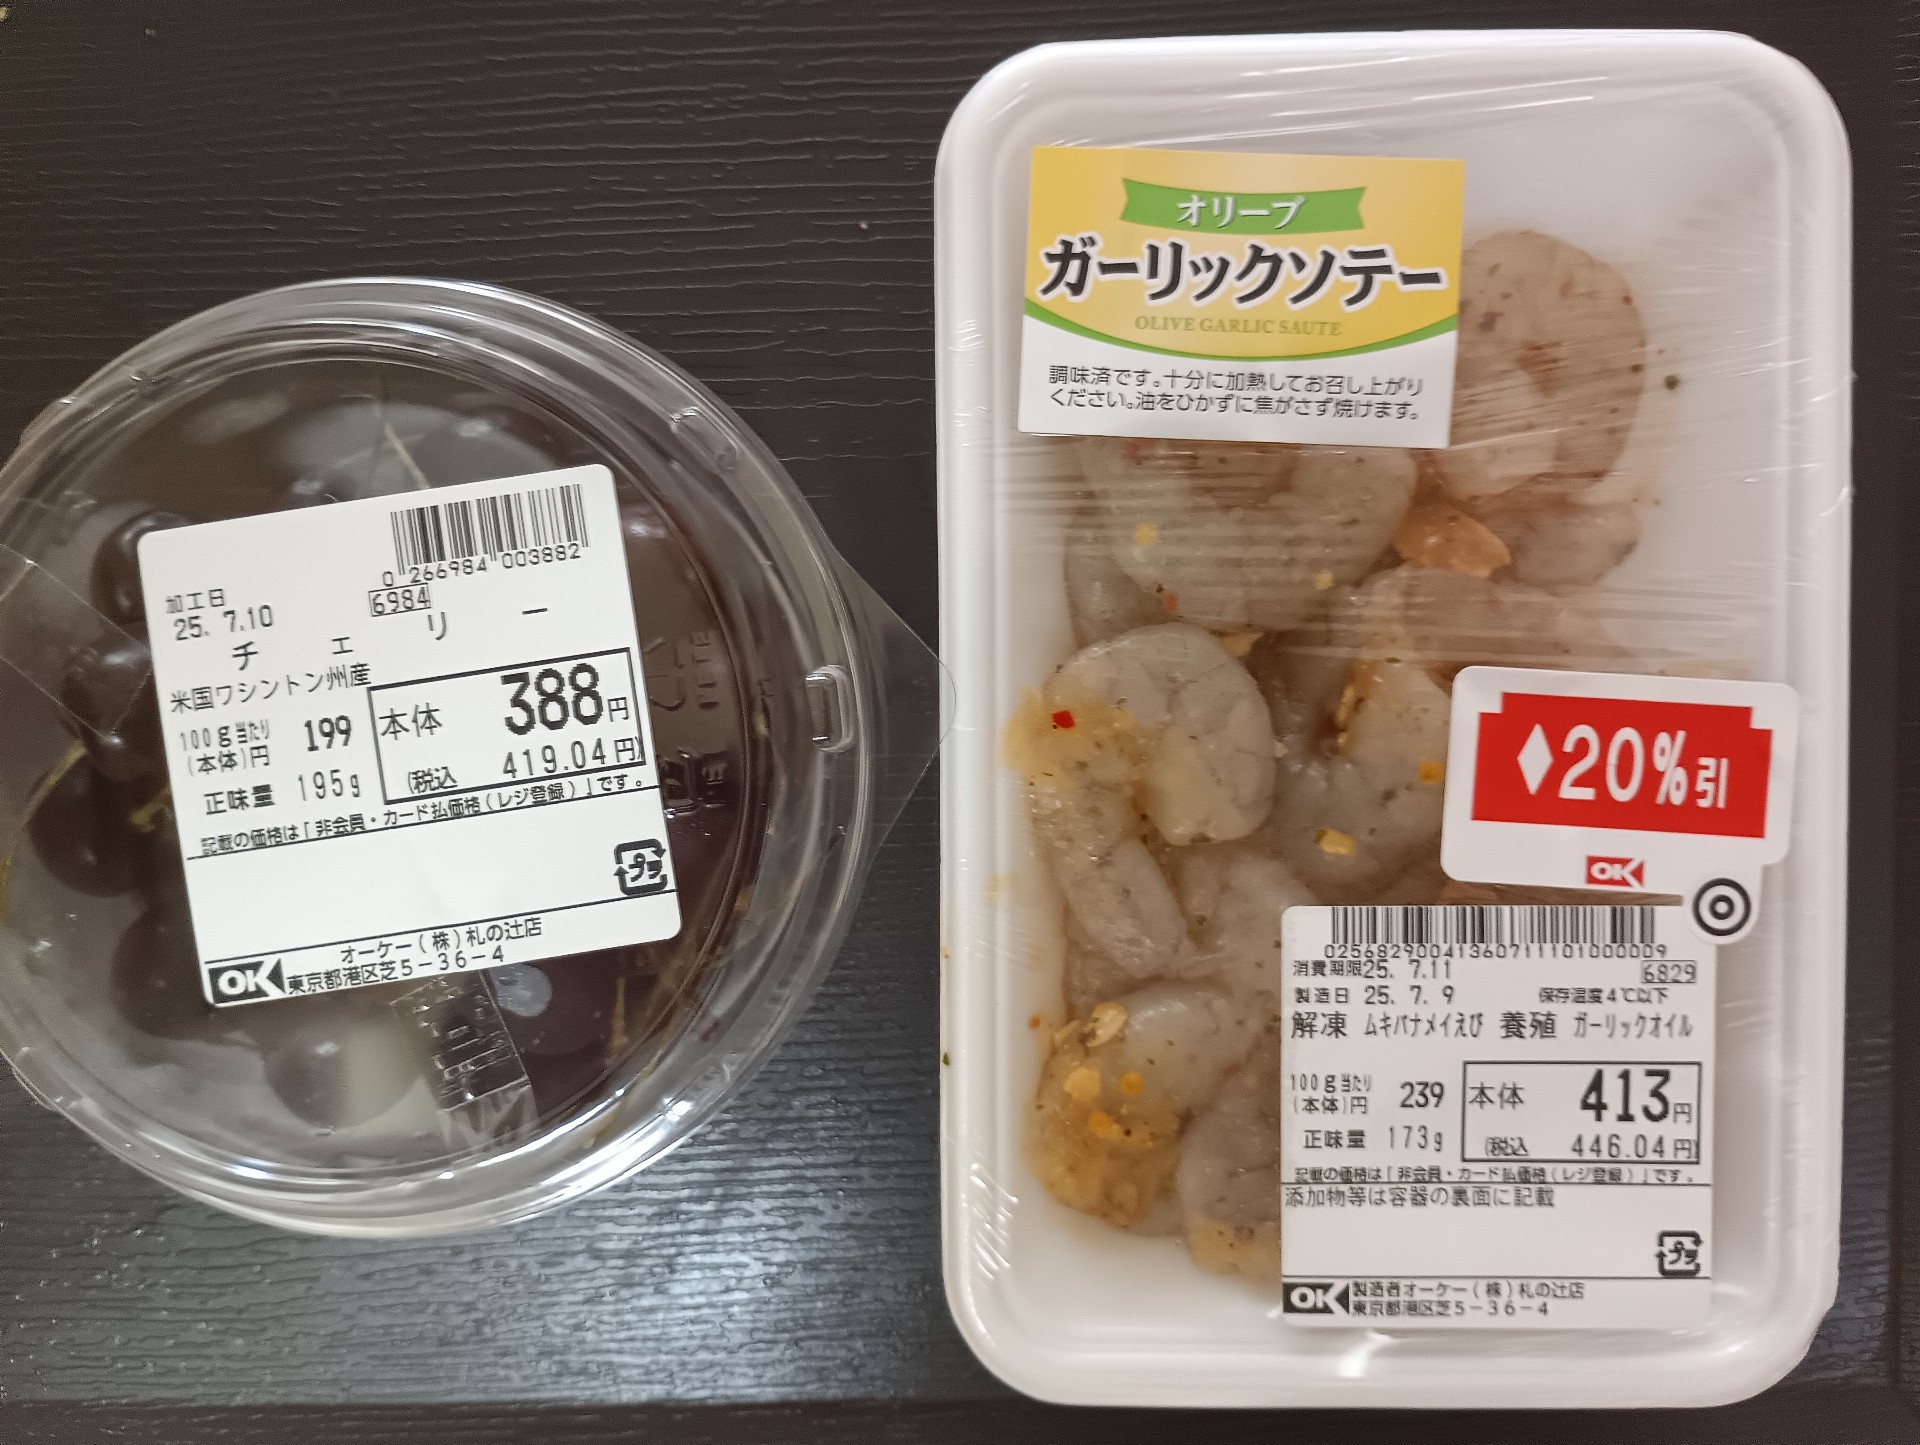 0 266984 003882
加工日
25. 7.10
6984
チェリー
米国ワシントン州産
100g当たり
(本体)円 199
正味量 195g
本体 388円
(税込 419.04円)
記載の価格は「非会員・カード払価格(レジ登録)」です。
プラ
OK オーケー(株)札の辻店
東京都港区芝5-36-4
オリーブ
ガーリックソテー
OLIVE GARLIC SAUTE
調味済です。十分に加熱してお召し上がり
ください。油をひかずに焦がさず焼けます。
20%引
OK
02568290041360711101000009
消費期限25. 7.11
6829
製造日 25. 7. 9 保存温度4℃以下
解凍 ムキバナメイえび 養殖 ガーリックオイル
100g当たり
(本体)円 239
正味量 173g
本体 413円
(税込 446.04円)
記載の価格は「非会員・カード払価格(レジ登録)」です。
添加物等は容器の裏面に記載
プラ
OK 製造者オーケー(株)札の辻店
東京都港区芝5-36-4